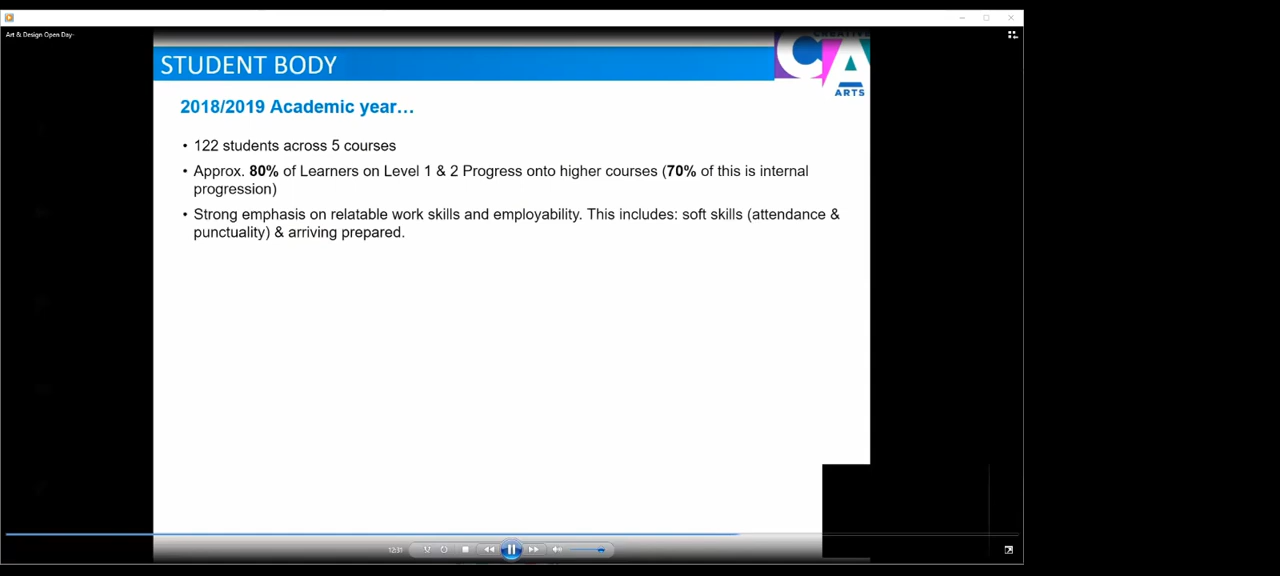 Art & Design Open Day-
CREATIVE
CA
ARTS
STUDENT BODY
2018/2019 Academic year...
• 122 students across 5 courses
• Approx. 80% of Learners on Level 1 & 2 Progress onto higher courses (70% of this is internal
progression)
• Strong emphasis on relatable work skills and employability. This includes: soft skills (attendance &
punctuality) & arriving prepared.
12:31